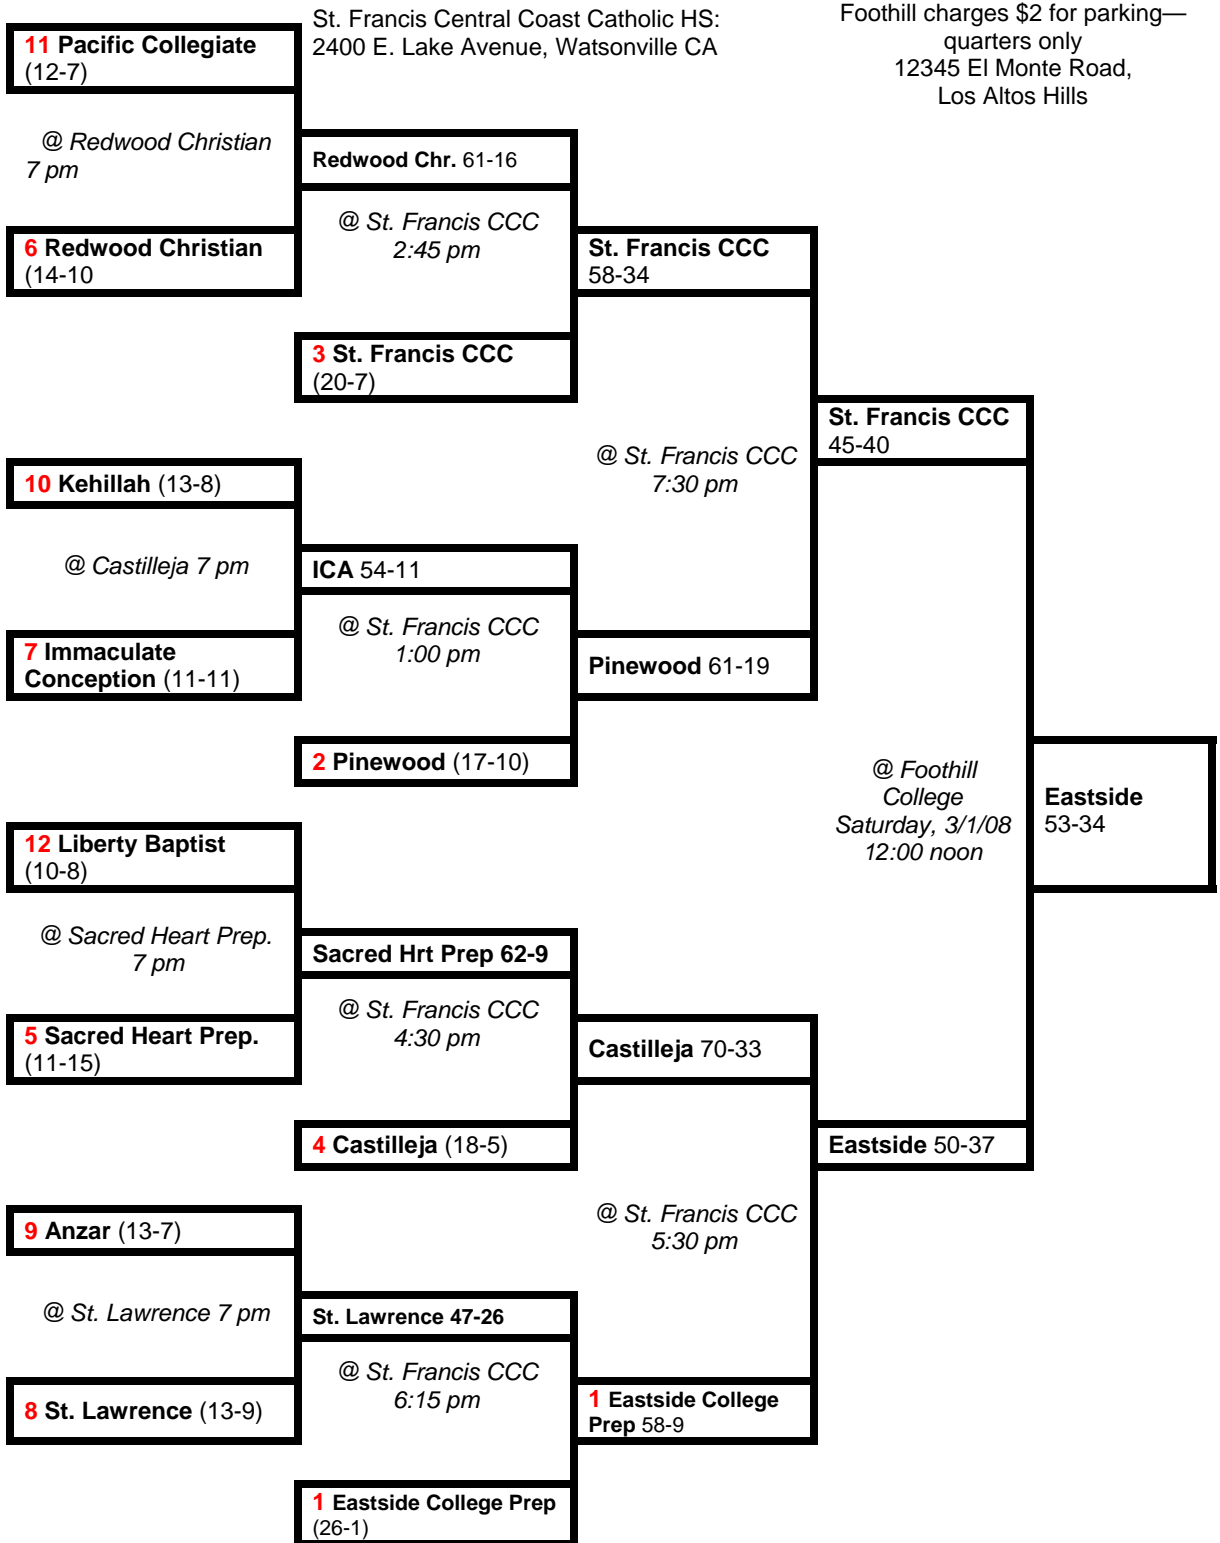 St. Francis Central Coast Catholic HS:
2400 E. Lake Avenue, Watsonville CA
Foothill charges $2 for parking—
quarters only
12345 El Monte Road,
Los Altos Hills
11 Pacific Collegiate
(12-7)
@ Redwood Christian
7 pm
6 Redwood Christian
(14-10
Redwood Chr. 61-16
@ St. Francis CCC
2:45 pm
3 St. Francis CCC
(20-7)
St. Francis CCC
58-34
10 Kehillah (13-8)
@ Castilleja 7 pm
7 Immaculate
Conception (11-11)
ICA 54-11
@ St. Francis CCC
1:00 pm
2 Pinewood (17-10)
Pinewood 61-19
@ St. Francis CCC
7:30 pm
St. Francis CCC
45-40
12 Liberty Baptist
(10-8)
@ Sacred Heart Prep.
7 pm
5 Sacred Heart Prep.
(11-15)
Sacred Hrt Prep 62-9
@ St. Francis CCC
4:30 pm
4 Castilleja (18-5)
Castilleja 70-33
9 Anzar (13-7)
@ St. Lawrence 7 pm
8 St. Lawrence (13-9)
St. Lawrence 47-26
@ St. Francis CCC
6:15 pm
1 Eastside College Prep
(26-1)
1 Eastside College
Prep 58-9
@ St. Francis CCC
5:30 pm
Eastside 50-37
@ Foothill
College
Saturday, 3/1/08
12:00 noon
Eastside
53-34